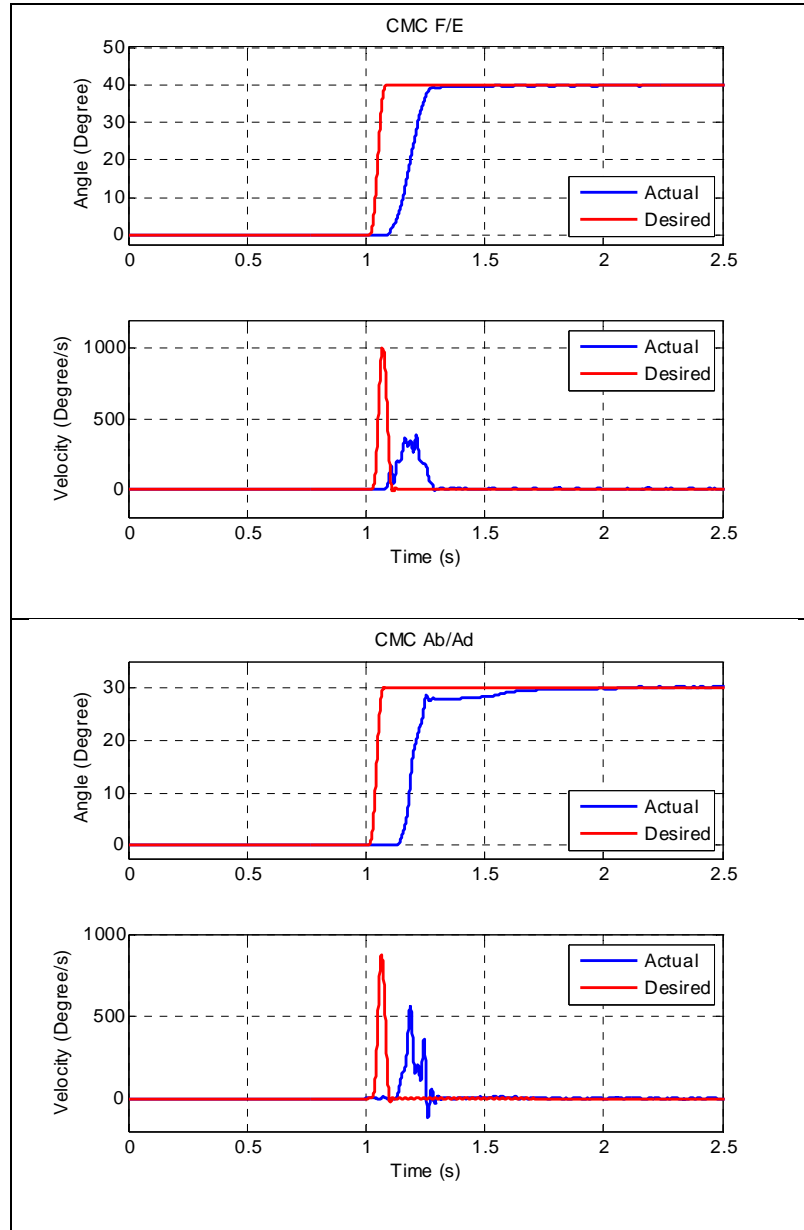 CMC F/E
50
40
30
20
10
0
Angle (Degree)
Actual
Desired
0 0.5 1 1.5 2 2.5
1000
500
0
Velocity (Degree/s)
Actual
Desired
0 0.5 1 1.5 2 2.5
Time (s)
CMC Ab/Ad
30
20
10
0
Angle (Degree)
Actual
Desired
0 0.5 1 1.5 2 2.5
1000
500
0
Velocity (Degree/s)
Actual
Desired
0 0.5 1 1.5 2 2.5
Time (s)